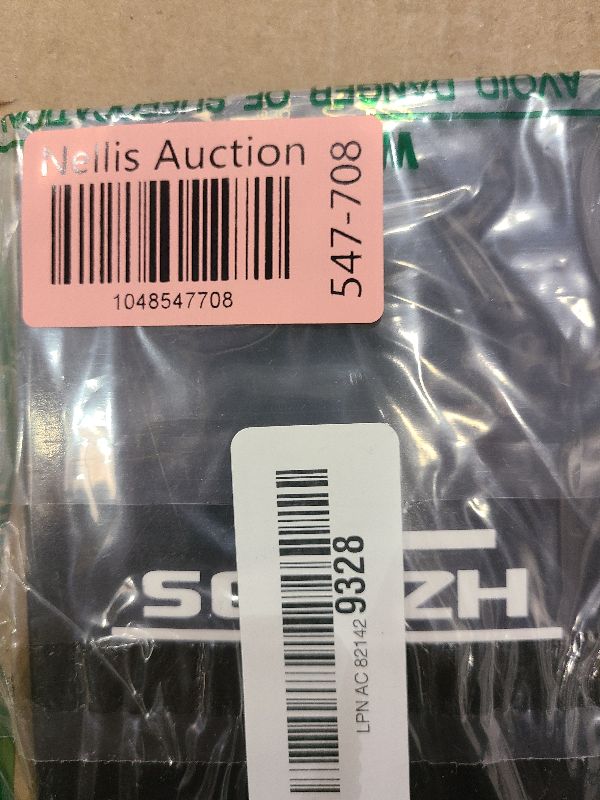 AVOID DANGER OF SUFFOCATION
Nellis Auction
547-708
1048547708
LPN AC 82142 9328